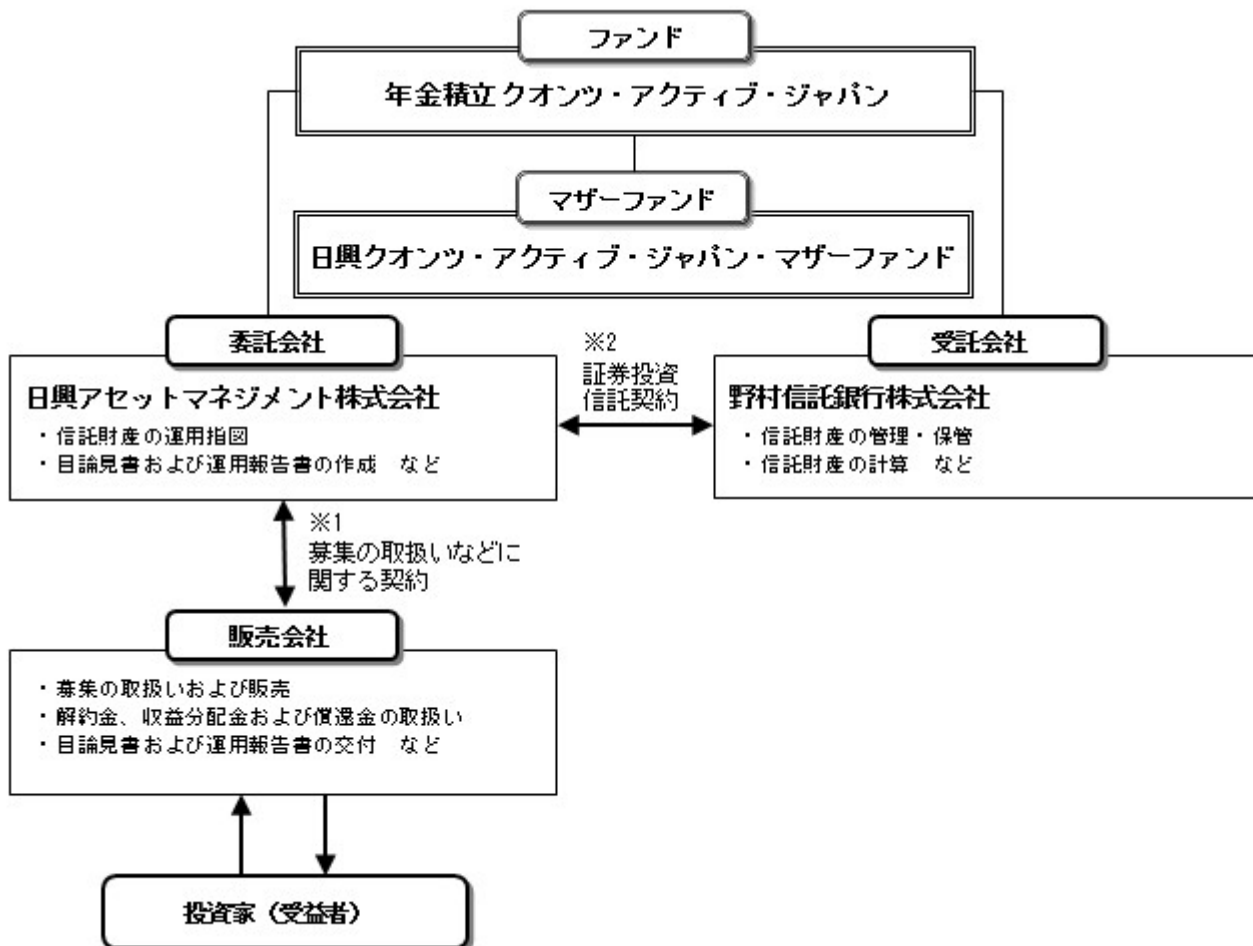 ファンド
年金積立 クオンツ・アクティブ・ジャパン
マザーファンド
日興クオンツ・アクティブ・ジャパン・マザーファンド
委託会社
日興アセットマネジメント株式会社
・信託財産の運用指図
・目論見書および運用報告書の作成　など
※2
証券投資
信託契約
受託会社
野村信託銀行株式会社
・信託財産の管理・保管
・信託財産の計算　など
※1
募集の取扱いなどに
関する契約
販売会社
・募集の取扱いおよび販売
・解約金、収益分配金および償還金の取扱い
・目論見書および運用報告書の交付　など
投資家（受益者）